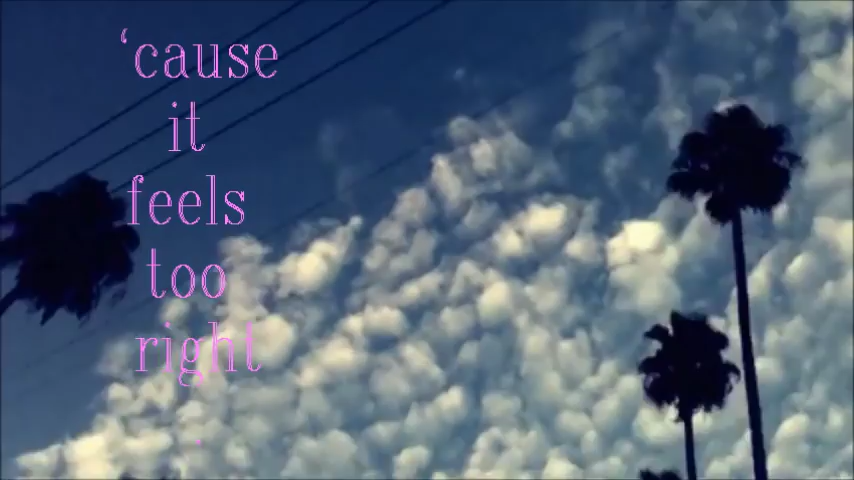 ‘cause
it
feels
too
right
.